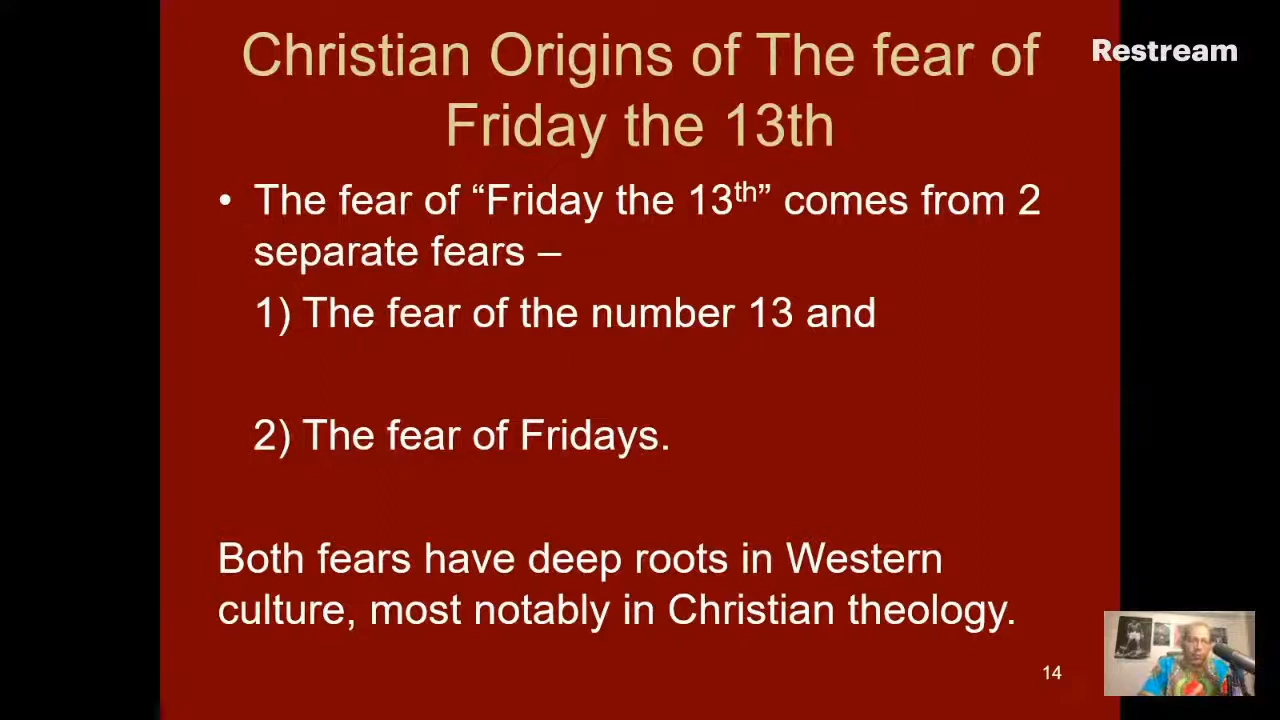 Christian Origins of The fear of
Friday the 13th
Restream
• The fear of “Friday the 13th” comes from 2
separate fears –
1) The fear of the number 13 and
2) The fear of Fridays.
Both fears have deep roots in Western
culture, most notably in Christian theology.
14